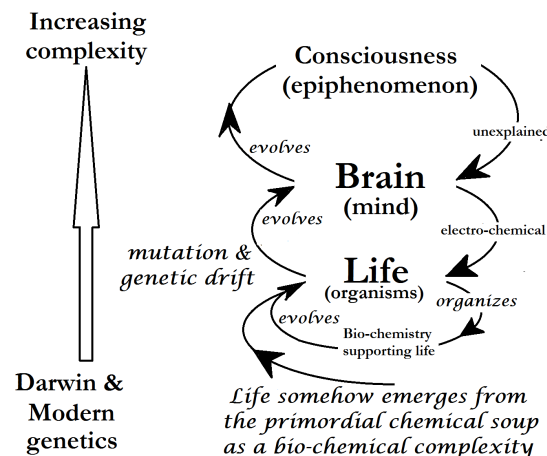 Increasing
complexity
Consciousness
(epiphenomenon)
unexplained
evolves
Brain
(mind)
evolves
electro-chemical
mutation &
genetic drift
Life
(organisms)
organizes
evolves
Bio-chemistry
supporting life
Darwin &
Modern
genetics
Life somehow emerges from
the primordial chemical soup
as a bio-chemical complexity